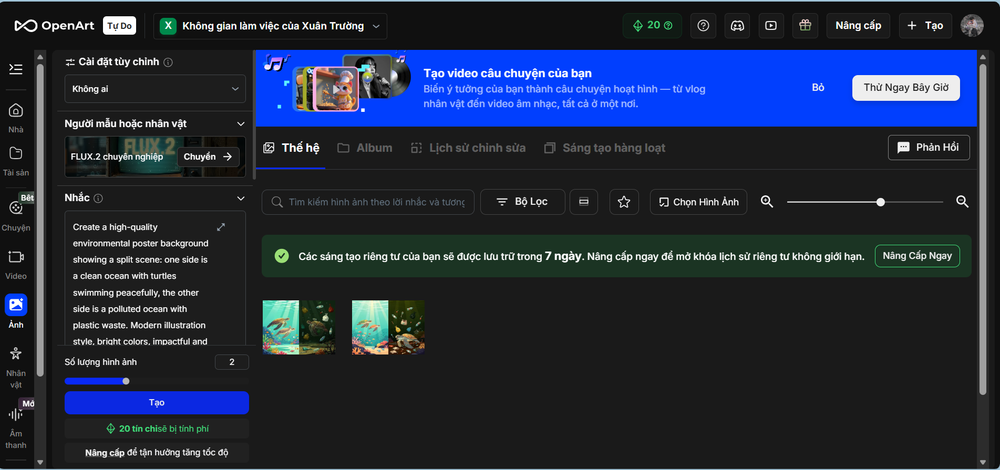 OpenArt
Tự Do
X
Không gian làm việc của Xuân Trường
20
Nâng cấp
Tạo
Nhà
Tài sản
Bêt
Chuyện
Video
Ảnh
Nhân
vật
Mớ
Âm
thanh
Cài đặt tùy chỉnh
Không ai
Người mẫu hoặc nhân vật
FLUX.2
FLUX.2 chuyên nghiệp
Chuyển
Nhắc
Create a high-quality
environmental poster background
showing a split scene: one side is
a clean ocean with turtles
swimming peacefully, the other
side is a polluted ocean with
plastic waste. Modern illustration
style, bright colors, impactful and
Số lượng hình ảnh
2
Tạo
20 tín chỉsẽ bị tính phí
Nâng cấp để tận hưởng tăng tốc độ
Tạo video câu chuyện của bạn
Biến ý tưởng của bạn thành câu chuyện hoạt hình — từ vlog
nhân vật đến video âm nhạc, tất cả ở một nơi.
Bỏ
Thử Ngay Bây Giờ
Thế hệ
Album
Lịch sử chỉnh sửa
Sáng tạo hàng loạt
Phản Hồi
Tìm kiếm hình ảnh theo lời nhắc và tương
Bộ Lọc
Chọn Hình Ảnh
Các sáng tạo riêng tư của bạn sẽ được lưu trữ trong 7 ngày. Nâng cấp ngay để mở khóa lịch sử riêng tư không giới hạn.
Nâng Cấp Ngay